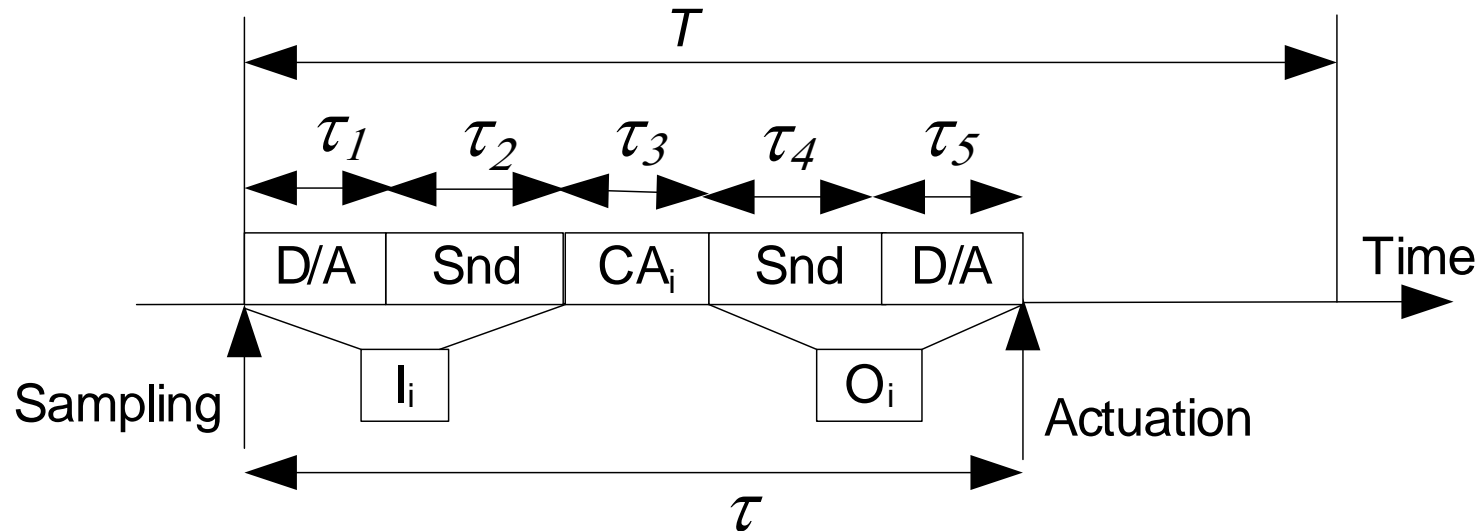 T
τ1 τ2 τ3 τ4 τ5
D/A Snd CAi Snd D/A Time
Ii Oi
Sampling Actuation
τ